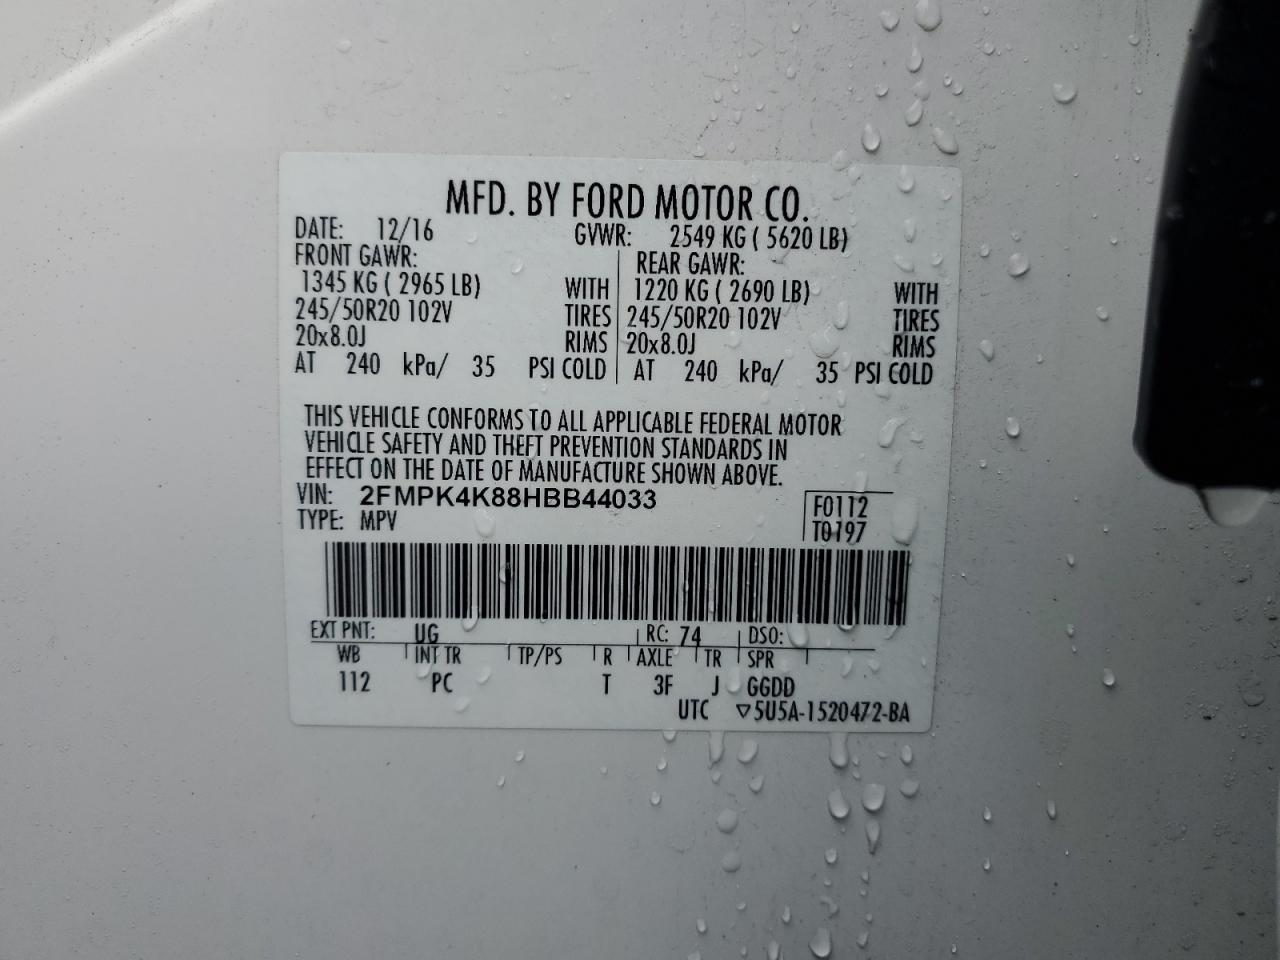 MFD. BY FORD MOTOR CO.
DATE: 12/16 GVWR: 2549 KG ( 5620 LB)
FRONT GAWR: REAR GAWR:
1345 KG ( 2965 LB) WITH 1220 KG ( 2690 LB) WITH
245/50R20 102V TIRES 245/50R20 102V TIRES
20x8.0J RIMS 20x8.0J RIMS
AT 240 kPa/ 35 PSI COLD AT 240 kPa/ 35 PSI COLD
THIS VEHICLE CONFORMS TO ALL APPLICABLE FEDERAL MOTOR
VEHICLE SAFETY AND THEFT PREVENTION STANDARDS IN
EFFECT ON THE DATE OF MANUFACTURE SHOWN ABOVE.
VIN: 2FMPK4K88HBB44033 F0112
TYPE: MPV T0197
EXT PNT: UG RC: 74 DSO:
WB INT TR TP/PS R AXLE TR SPR
112 PC T 3F J GGDD
UTC ▽5U5A-1520472-BA